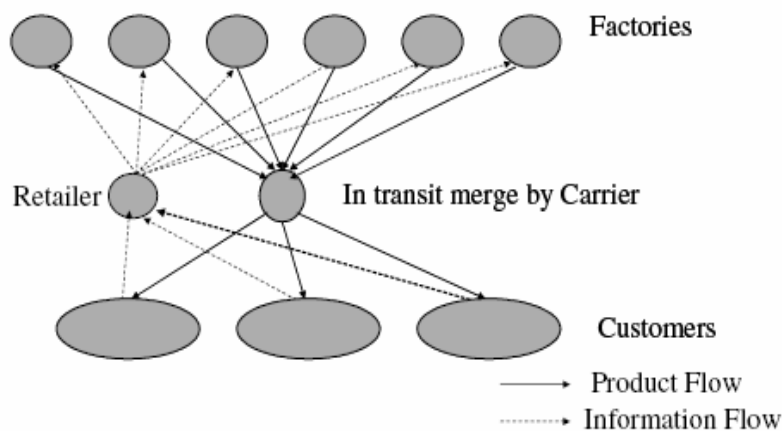 Factories
Retailer
In transit merge by Carrier
Customers
Product Flow
Information Flow